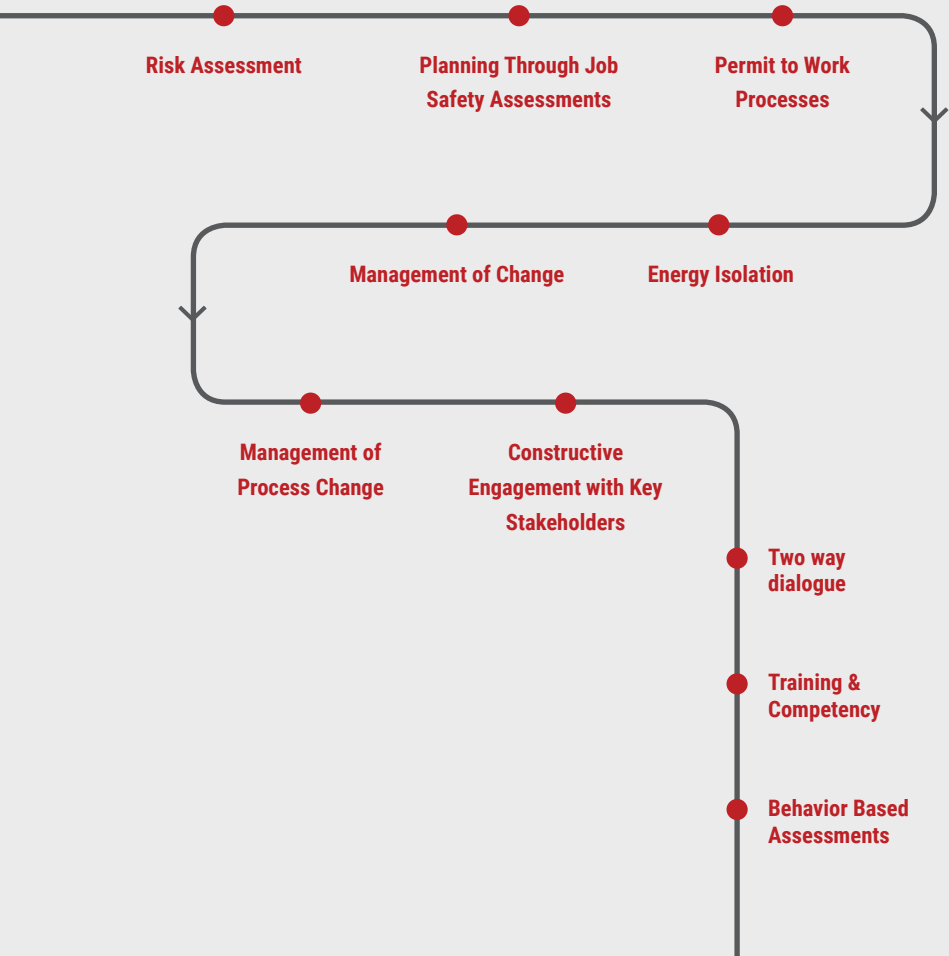 Risk Assessment
Planning Through Job
Safety Assessments
Permit to Work
Processes
Management of Change
Energy Isolation
Management of
Process Change
Constructive
Engagement with Key
Stakeholders
Two way
dialogue
Training &
Competency
Behavior Based
Assessments